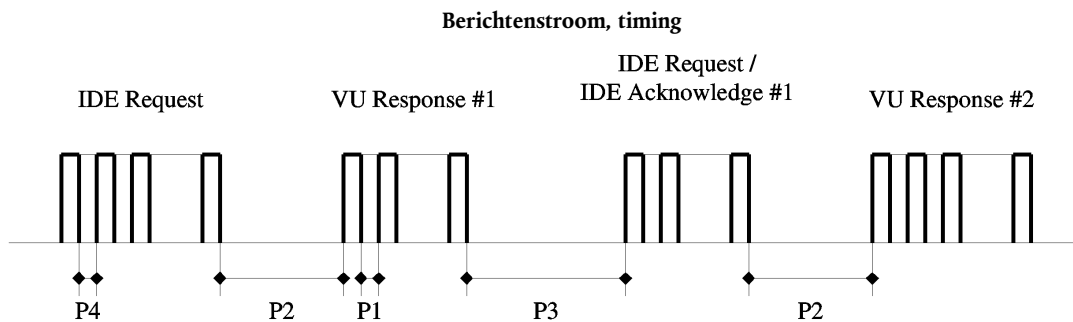 Berichtenstroom, timing
IDE Request
VU Response #1
IDE Request /
IDE Acknowledge #1
VU Response #2
P4
P2
P1
P3
P2